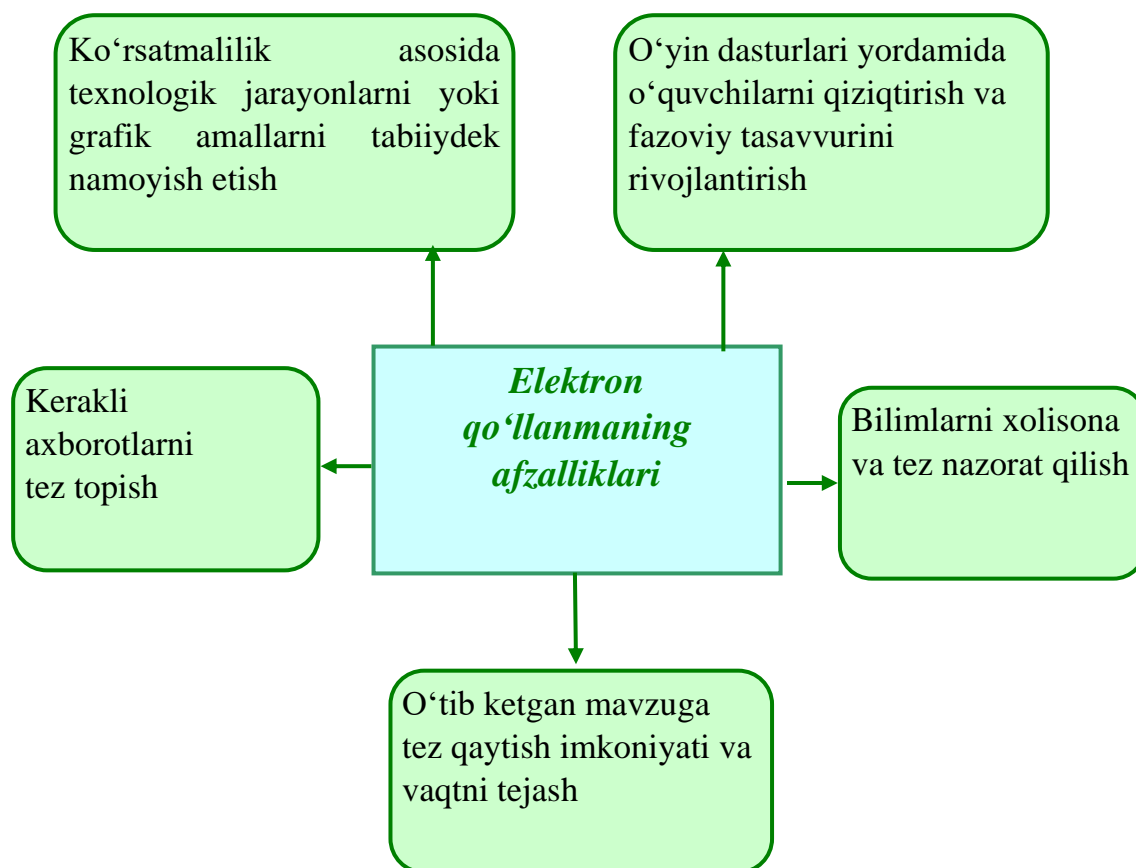 Ko‘rsatmalilik asosida
texnologik jarayonlarni yoki
grafik amallarni tabiiydek
namoyish etish
O‘yin dasturlari yordamida
o‘quvchilarni qiziqtirish va
fazoviy tasavvurini
rivojlantirish
Elektron
qo‘llanmaning
afzalliklari
Kerakli
axborotlarni
tez topish
Bilimlarni xolisona
va tez nazorat qilish
O‘tib ketgan mavzuga
tez qaytish imkoniyati va
vaqtni tejash